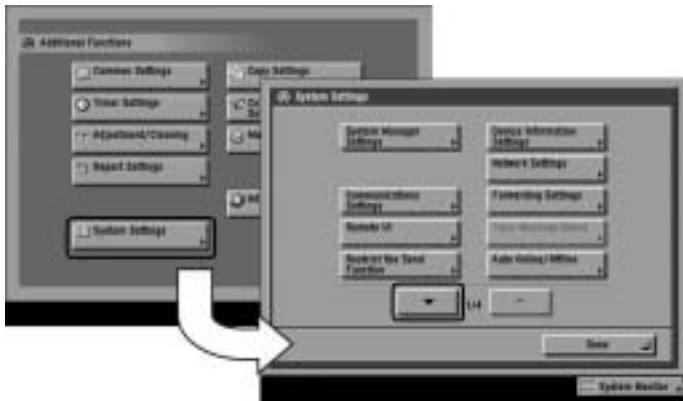 Additional Functions
Common Settings
Copy Settings
Timer Settings
Adjustment/Cleaning
Report Settings
System Settings
System Settings
System Manager
Settings
Device Information
Settings
Network Settings
Communications
Settings
Forwarding Settings
Remote UI
Restrict the Send
Function
Auto Online/Offline
1/4
Done
System Monitor